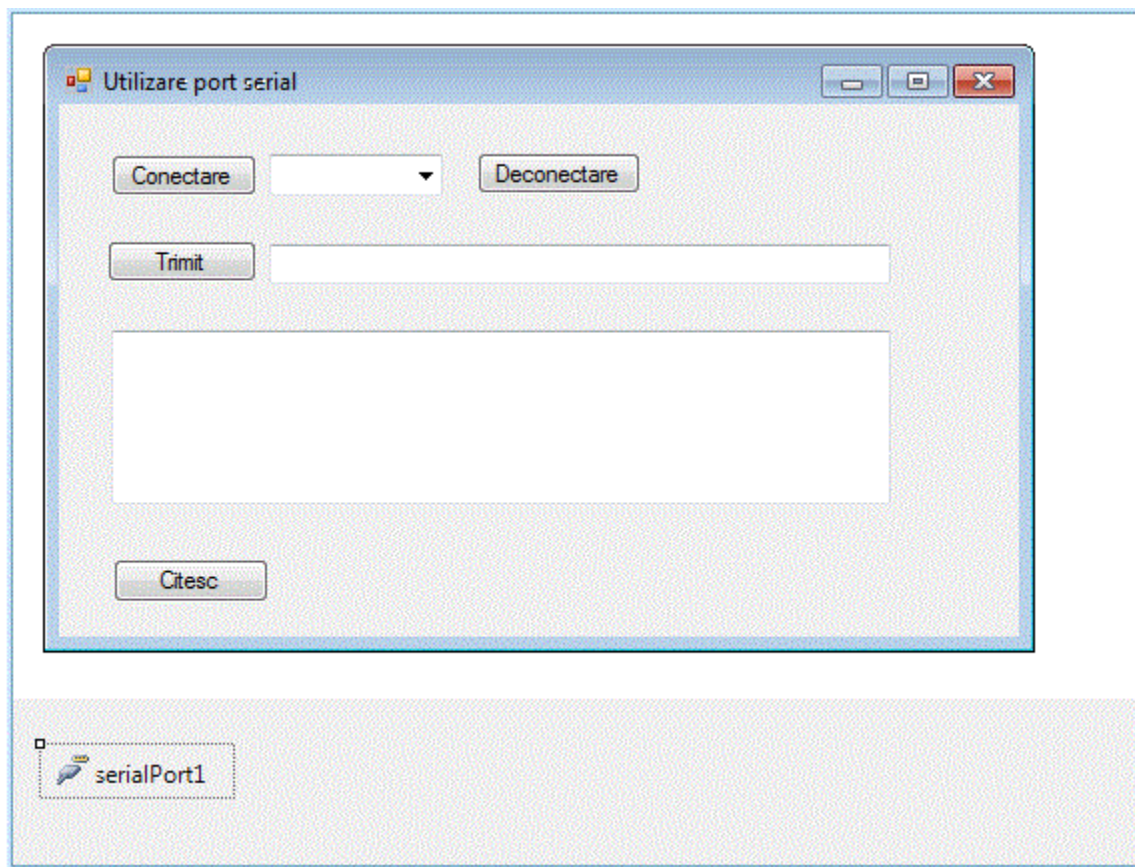 Utilizare port serial
Conectare
Deconectare
Trimit
Citesc
serialPort1